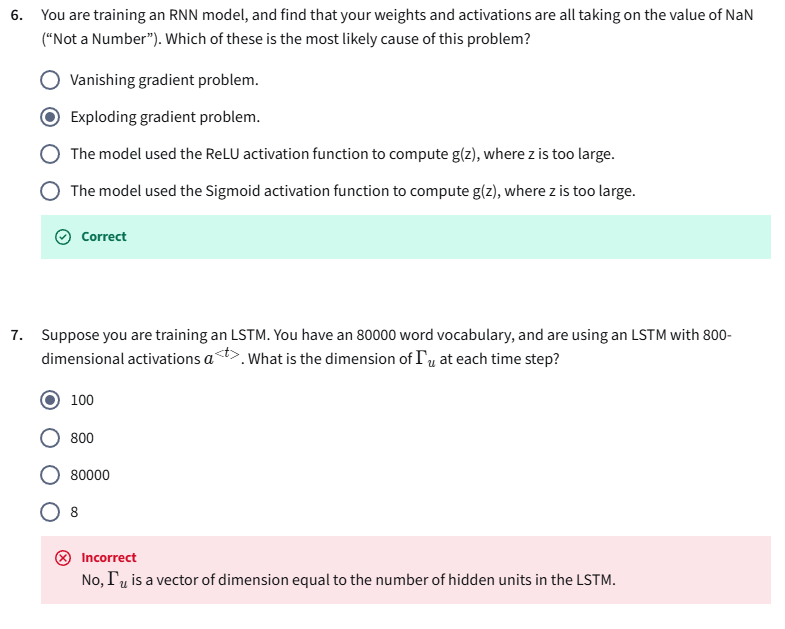 6. You are training an RNN model, and find that your weights and activations are all taking on the value of NaN
("Not a Number"). Which of these is the most likely cause of this problem?
Vanishing gradient problem.
Exploding gradient problem.
The model used the ReLU activation function to compute g(z), where z is too large.
The model used the Sigmoid activation function to compute g(z), where z is too large.
Correct
7. Suppose you are training an LSTM. You have an 80000 word vocabulary, and are using an LSTM with 800-
dimensional activations a^<t>. What is the dimension of Γu at each time step?
100
800
80000
8
Incorrect
No, Γu is a vector of dimension equal to the number of hidden units in the LSTM.